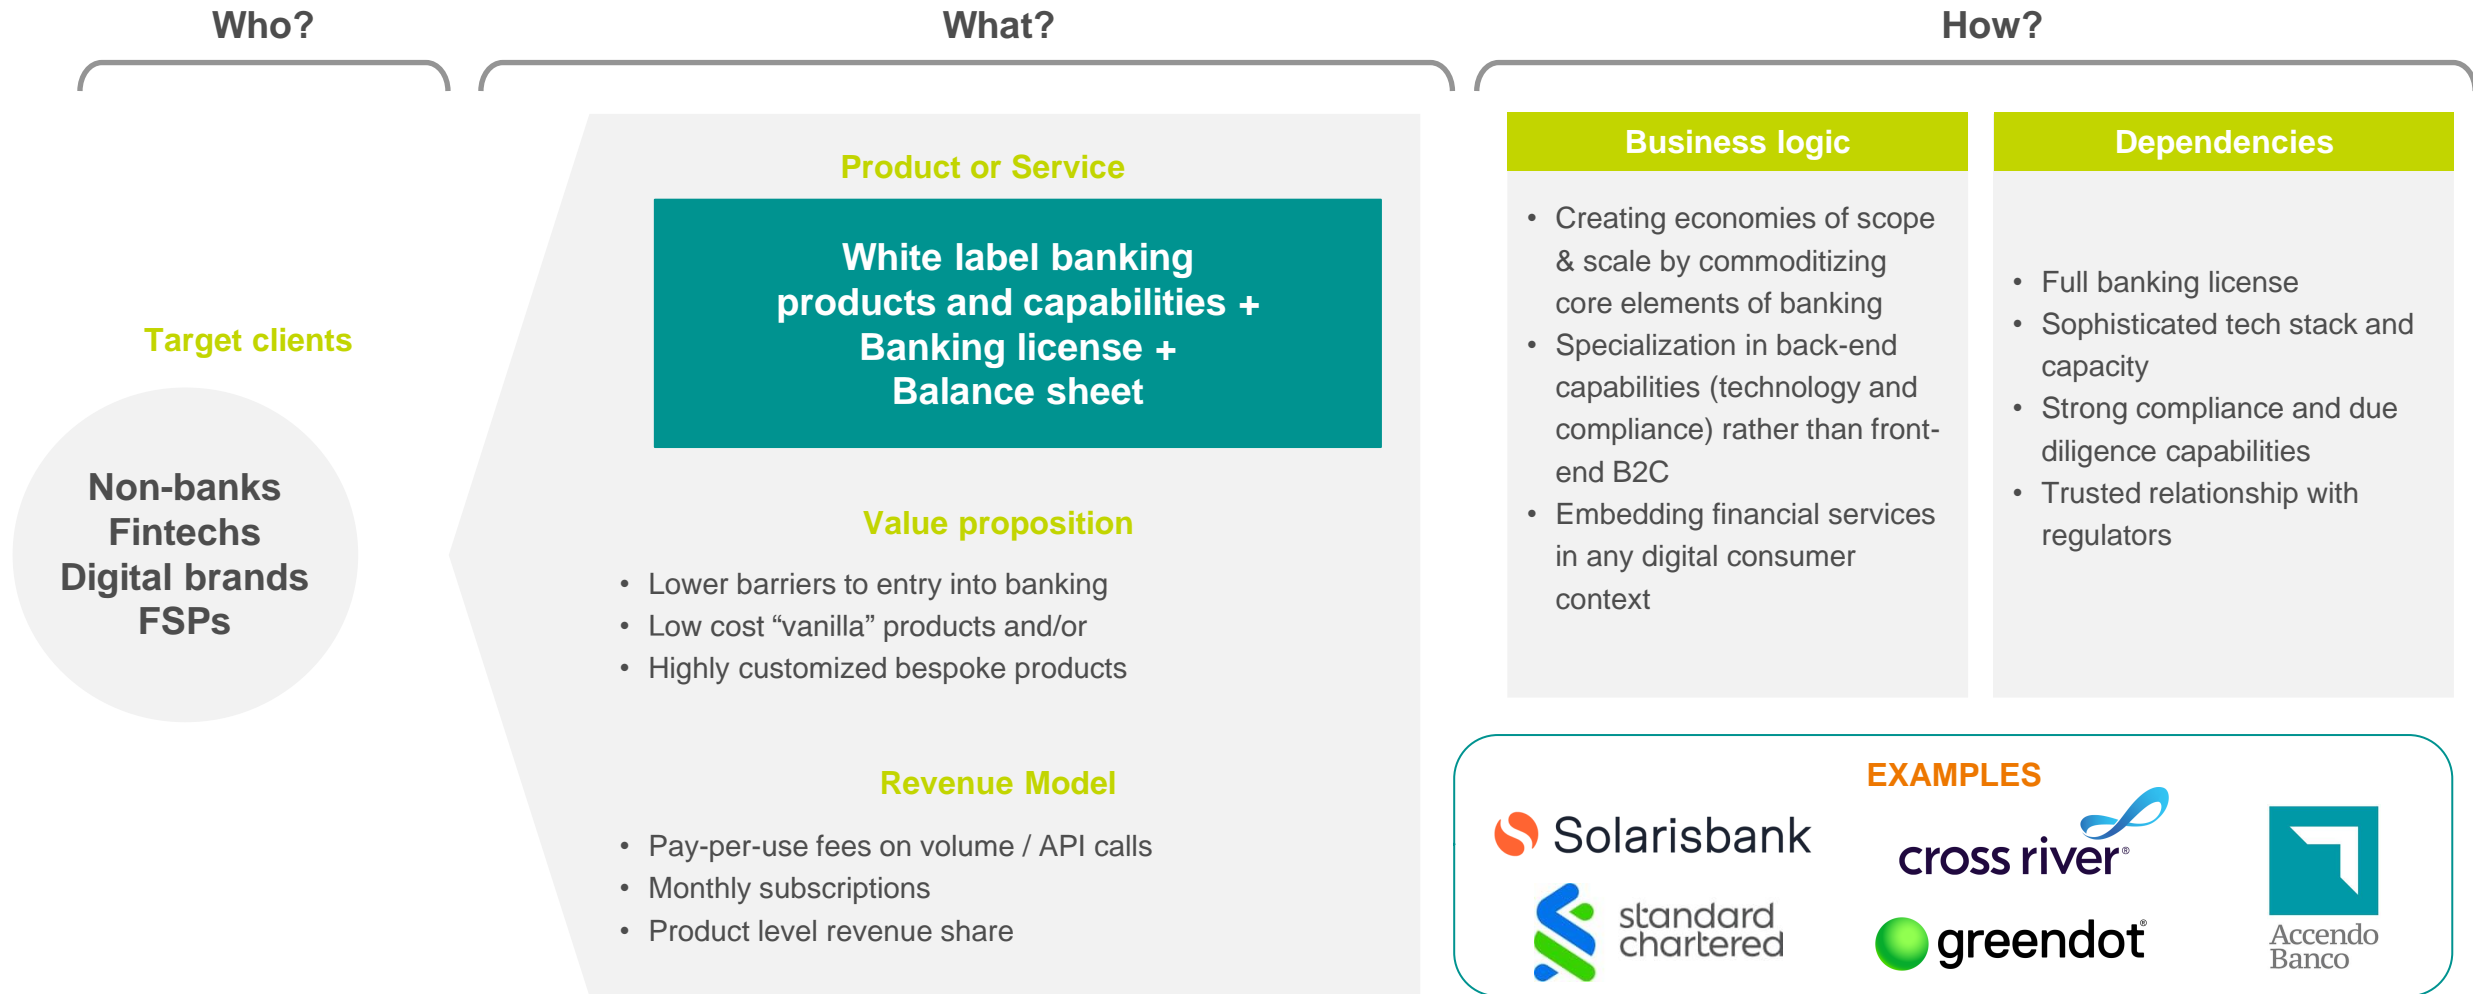 Who?
What?
How?
Target clients
Non-banks
Fintechs
Digital brands
FSPs
Product or Service
White label banking
products and capabilities +
Banking license +
Balance sheet
Value proposition
• Lower barriers to entry into banking
• Low cost “vanilla” products and/or
• Highly customized bespoke products
Revenue Model
• Pay-per-use fees on volume / API calls
• Monthly subscriptions
• Product level revenue share
Business logic
• Creating economies of scope
& scale by commoditizing
core elements of banking
• Specialization in back-end
capabilities (technology and
compliance) rather than front-
end B2C
• Embedding financial services
in any digital consumer
context
Dependencies
• Full banking license
• Sophisticated tech stack and
capacity
• Strong compliance and due
diligence capabilities
• Trusted relationship with
regulators
EXAMPLES
Solarisbank
cross river®
standard
chartered
greendot®
Accendo
Banco